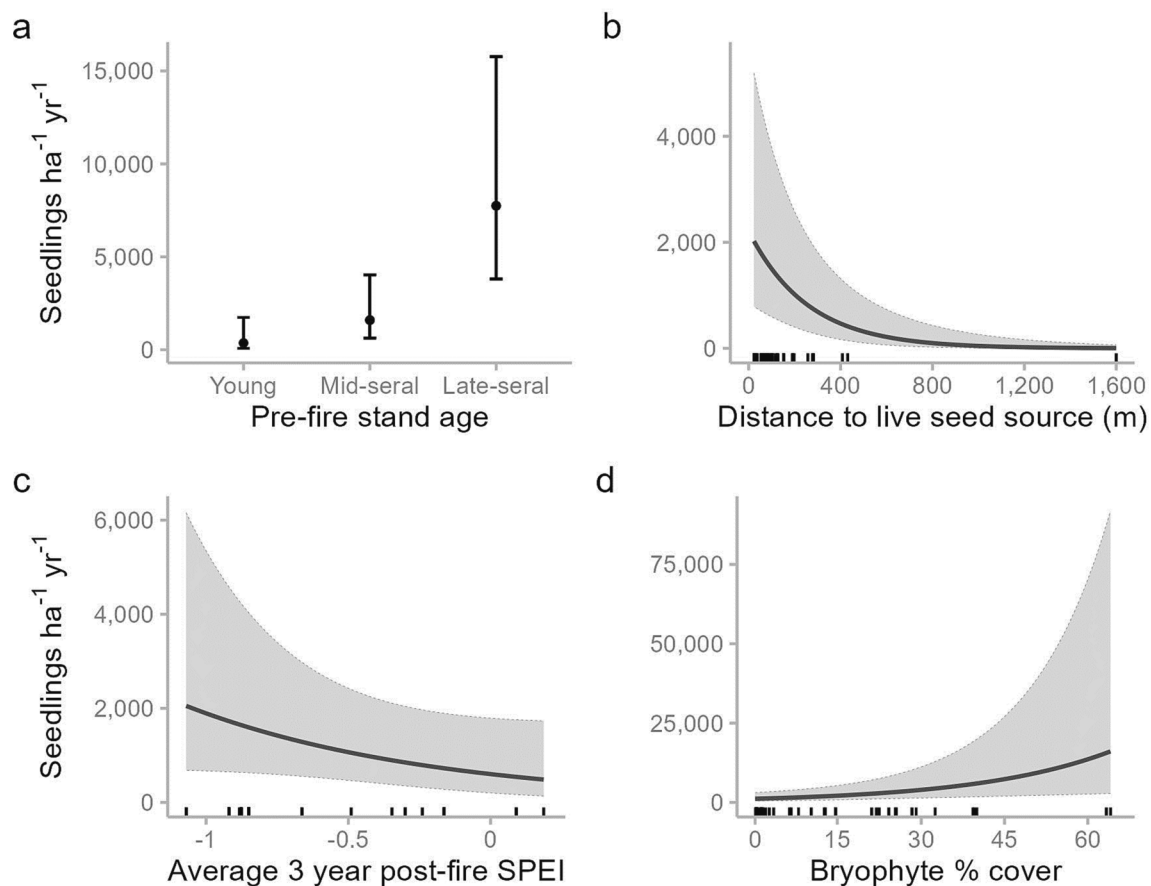 a
Seedlings ha⁻¹ yr⁻¹
15,000
10,000
5,000
0
Young Mid-seral Late-seral
Pre-fire stand age
b
4,000
2,000
0
0 400 800 1,200 1,600
Distance to live seed source (m)
c
Seedlings ha⁻¹ yr⁻¹
6,000
4,000
2,000
0
-1 -0.5 0
Average 3 year post-fire SPEI
d
75,000
50,000
25,000
0
0 15 30 45 60
Bryophyte % cover